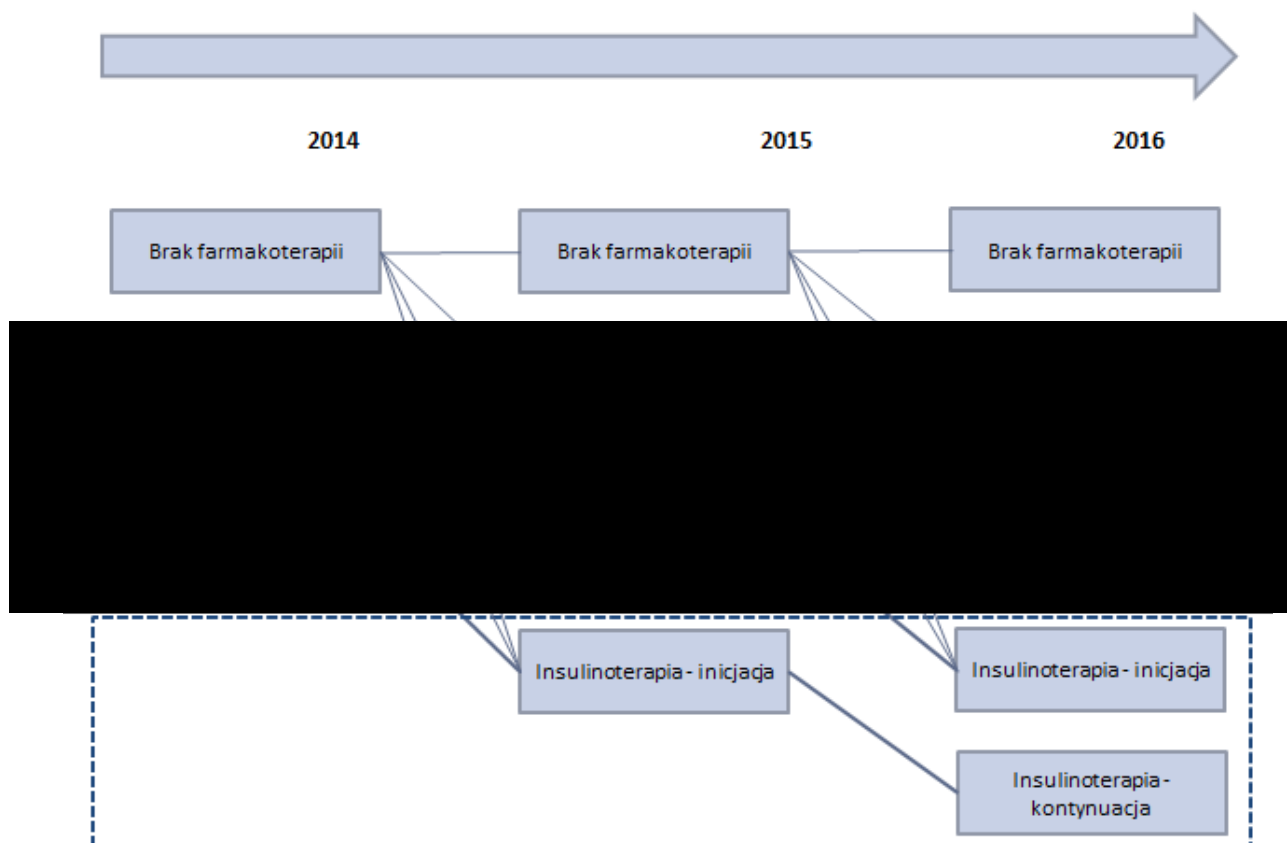 2014
2015
2016
Brak farmakoterapii
Brak farmakoterapii
Brak farmakoterapii
Insulinoterapia - inicjacja
Insulinoterapia - inicjacja
Insulinoterapia -
kontynuacja